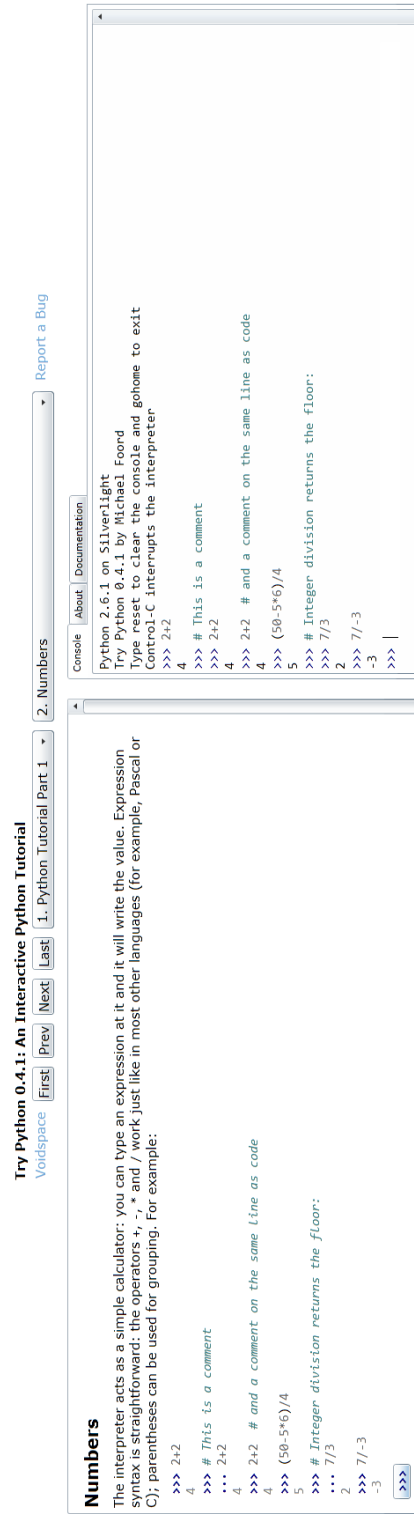 Try Python 0.4.1: An Interactive Python Tutorial
Voidspace First Prev Next Last 1. Python Tutorial Part 1 2. Numbers Report a Bug
Numbers
The interpreter acts as a simple calculator: you can type an expression at it and it will write the value. Expression
syntax is straightforward: the operators +, -, * and / work just like in most other languages (for example, Pascal or
C); parentheses can be used for grouping. For example:
>>> 2+2
4
>>> # This is a comment
... 2+2
4
>>> 2+2  # and a comment on the same line as code
4
>>> (50-5*6)/4
5
>>> # Integer division returns the floor:
... 7/3
2
>>> 7/-3
-3
>>>
Console About Documentation
Python 2.6.1 on Silverlight
Try Python 0.4.1 by Michael Foord
Type reset to clear the console and gohome to exit
Control-C interrupts the interpreter
>>> 2+2
4
>>> # This is a comment
>>> 2+2
4
>>> 2+2  # and a comment on the same line as code
4
>>> (50-5*6)/4
5
>>> # Integer division returns the floor:
>>> 7/3
2
>>> 7/-3
-3
>>>